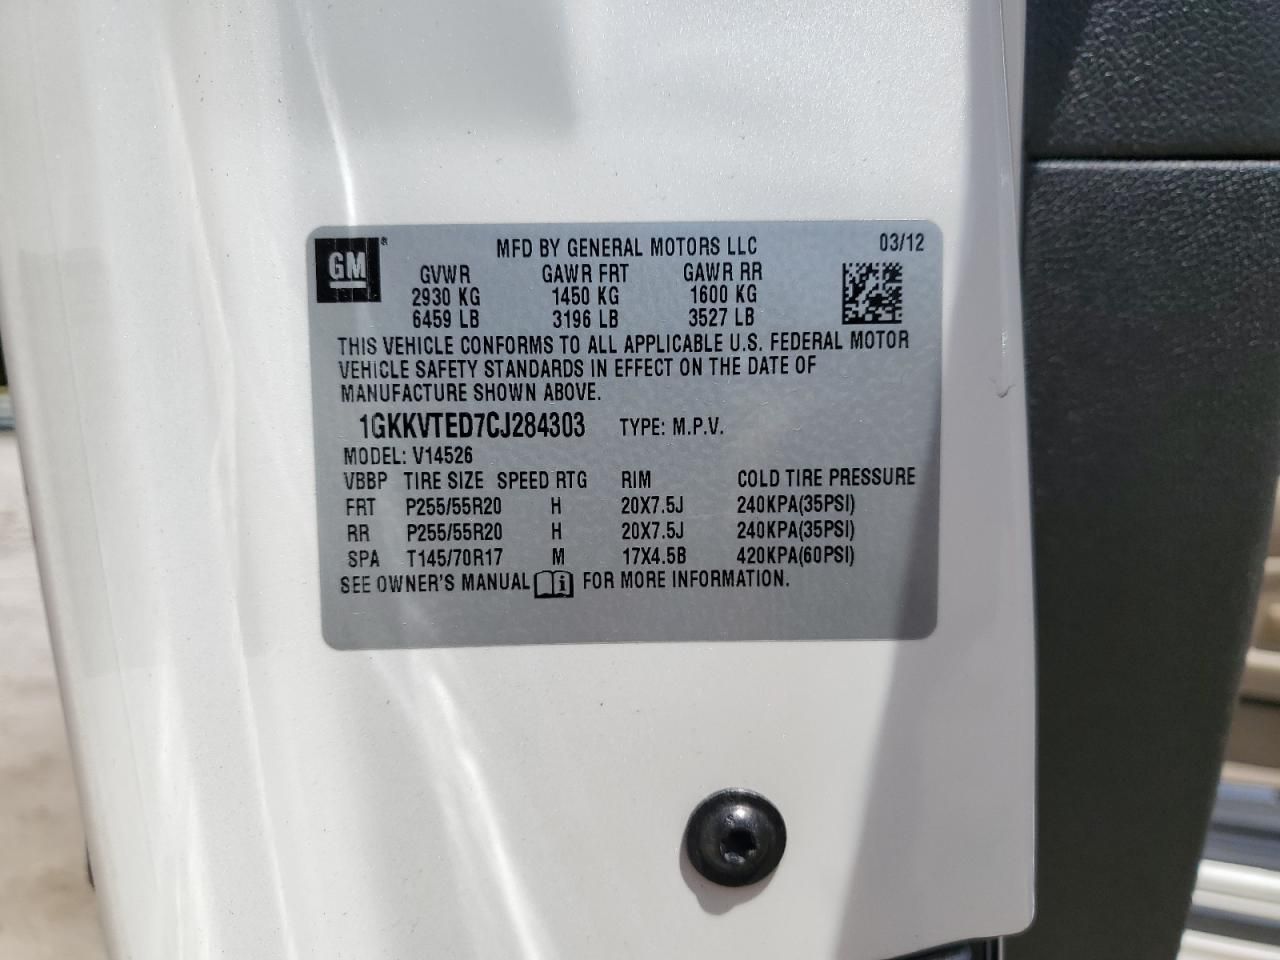 GM®
MFD BY GENERAL MOTORS LLC 03/12
GVWR GAWR FRT GAWR RR
2930 KG 1450 KG 1600 KG
6459 LB 3196 LB 3527 LB
THIS VEHICLE CONFORMS TO ALL APPLICABLE U.S. FEDERAL MOTOR
VEHICLE SAFETY STANDARDS IN EFFECT ON THE DATE OF
MANUFACTURE SHOWN ABOVE.
1GKKVTED7CJ284303 TYPE: M.P.V.
MODEL: V14526
VBBP TIRE SIZE SPEED RTG RIM COLD TIRE PRESSURE
FRT P255/55R20 H 20X7.5J 240KPA(35PSI)
RR P255/55R20 H 20X7.5J 240KPA(35PSI)
SPA T145/70R17 M 17X4.5B 420KPA(60PSI)
SEE OWNER'S MANUAL i FOR MORE INFORMATION.